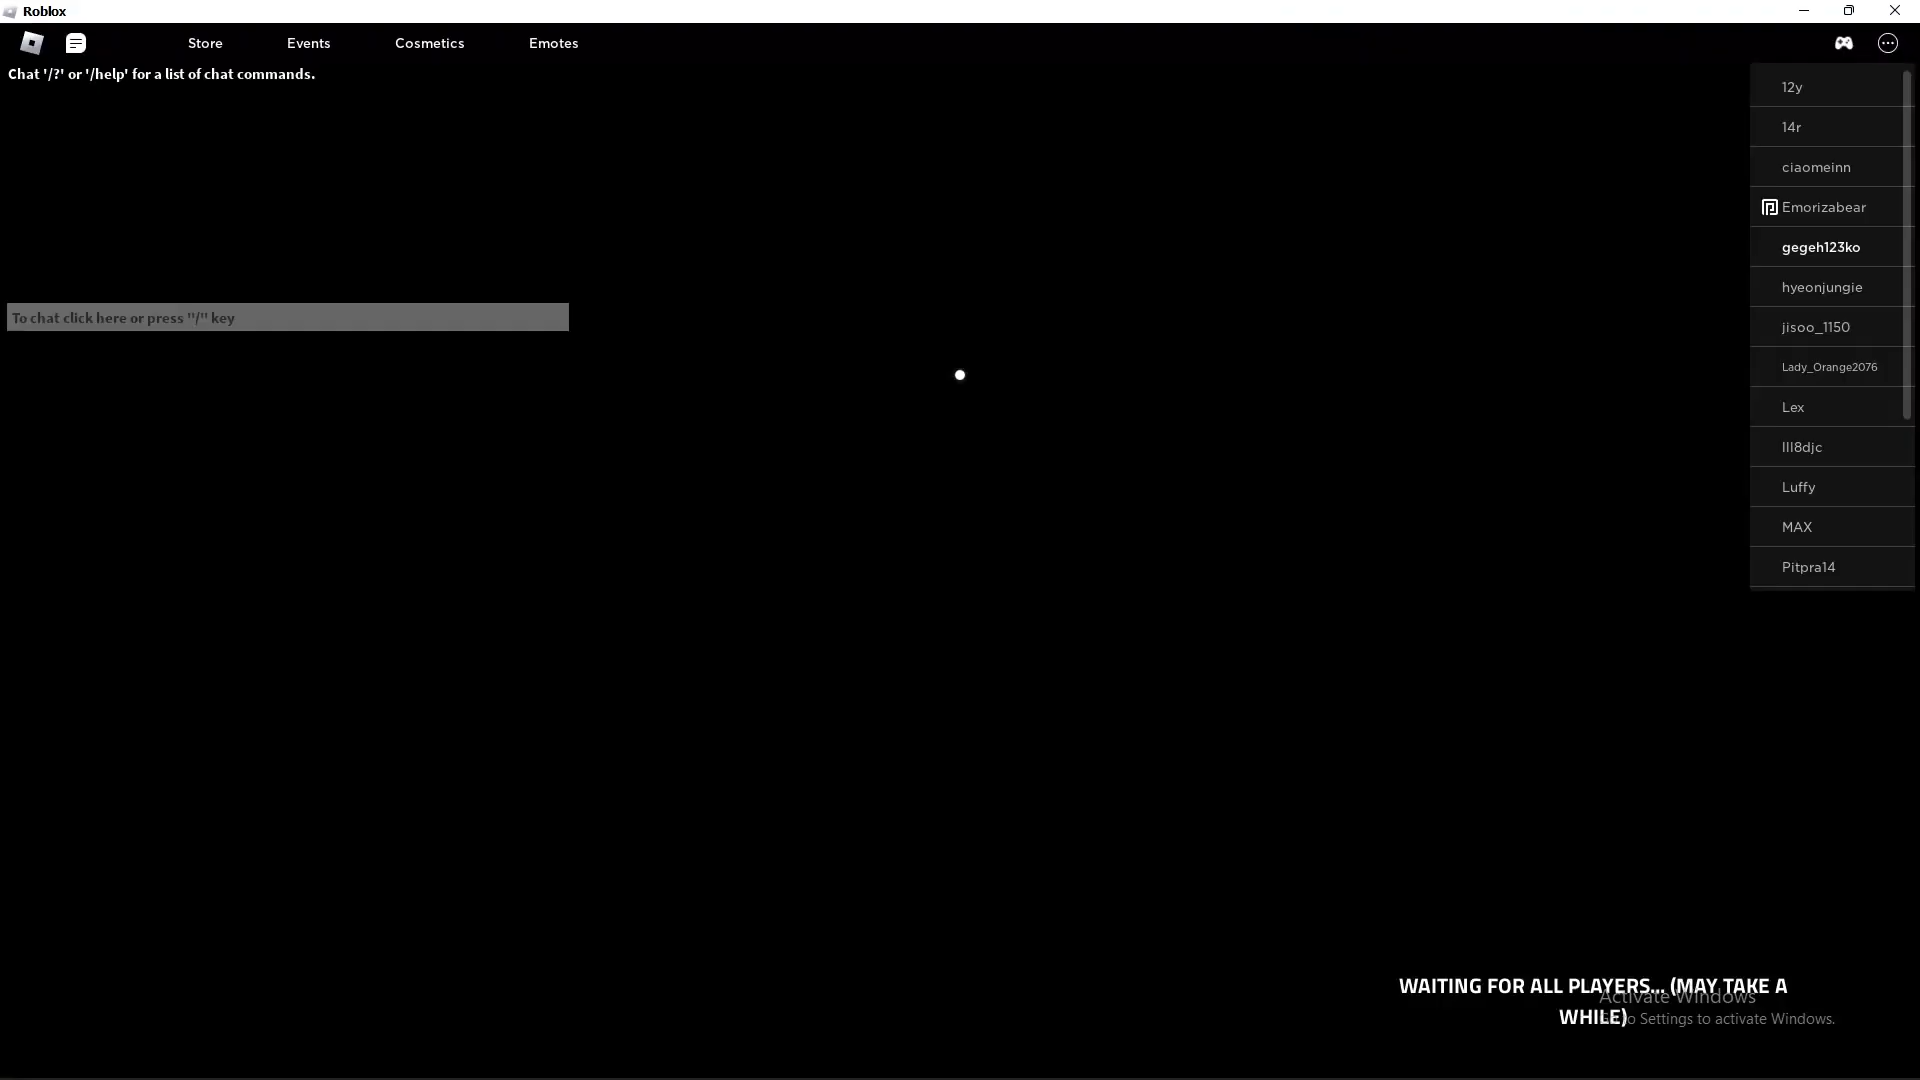 Roblox
Store Events Cosmetics Emotes
Chat '/?' or '/help' for a list of chat commands.
To chat click here or press "/" key
12y
14r
ciaomeinn
Emorizabear
gegeh123ko
hyeonjungie
jisoo_1150
Lady_Orange2076
Lex
lll8djc
Luffy
MAX
Pitpra14
WAITING FOR ALL PLAYERS... (MAY TAKE A
WHILE)
Activate Windows
to Settings to activate Windows.